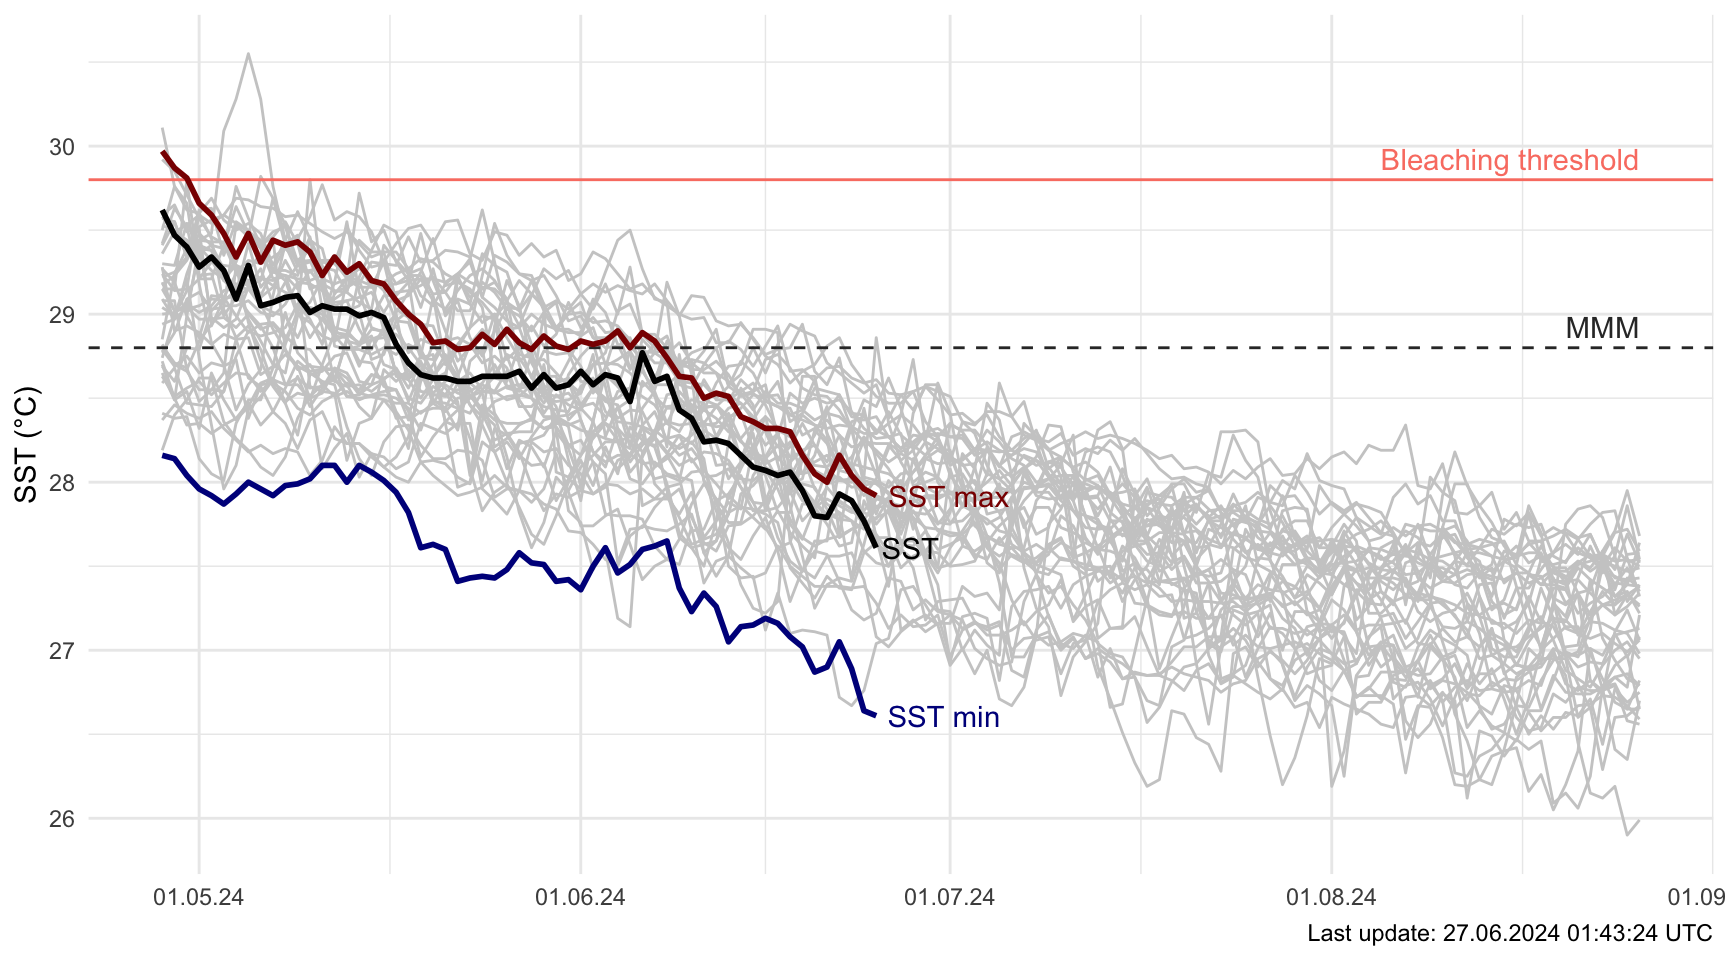 SST (°C)
30
29
28
27
26
Bleaching threshold
MMM
SST max
SST
SST min
01.05.24
01.06.24
01.07.24
01.08.24
01.09
Last update: 27.06.2024 01:43:24 UTC